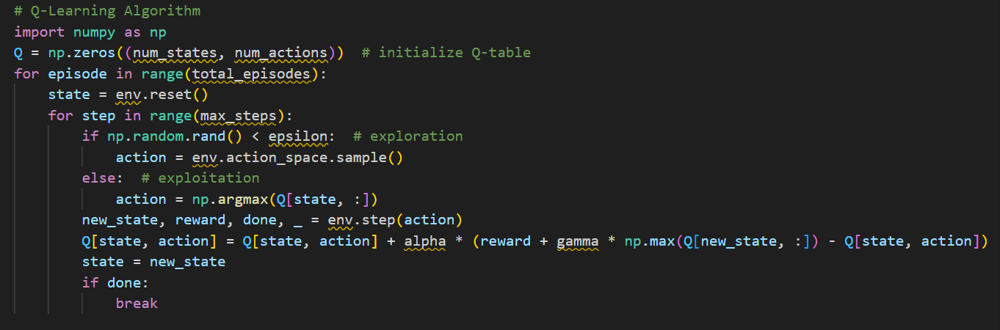 # Q-Learning Algorithm
import numpy as np
Q = np.zeros((num_states, num_actions))  # initialize Q-table
for episode in range(total_episodes):
    state = env.reset()
    for step in range(max_steps):
        if np.random.rand() < epsilon:  # exploration
            action = env.action_space.sample()
        else:  # exploitation
            action = np.argmax(Q[state, :])
        new_state, reward, done, _ = env.step(action)
        Q[state, action] = Q[state, action] + alpha * (reward + gamma * np.max(Q[new_state, :]) - Q[state, action])
        state = new_state
        if done:
            break